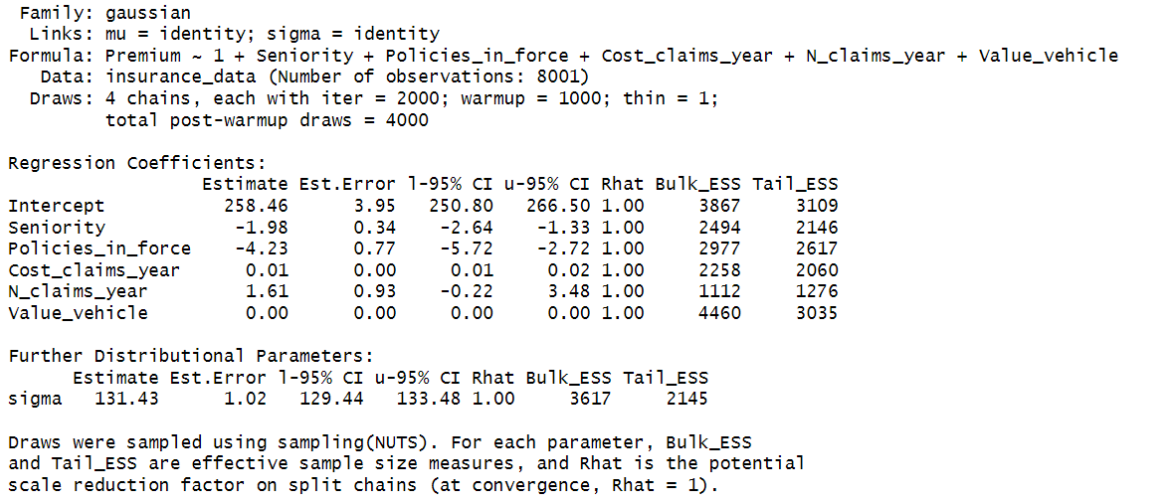 Family: gaussian
Links: mu = identity; sigma = identity
Formula: Premium ~ 1 + Seniority + Policies_in_force + Cost_claims_year + N_claims_year + Value_vehicle
Data: insurance_data (Number of observations: 8001)
Draws: 4 chains, each with iter = 2000; warmup = 1000; thin = 1;
total post-warmup draws = 4000
Regression Coefficients:
Estimate Est.Error l-95% CI u-95% CI Rhat Bulk_ESS Tail_ESS
Intercept 258.46 3.95 250.80 266.50 1.00 3867 3109
Seniority -1.98 0.34 -2.64 -1.33 1.00 2494 2146
Policies_in_force -4.23 0.77 -5.72 -2.72 1.00 2977 2617
Cost_claims_year 0.01 0.00 0.01 0.02 1.00 2258 2060
N_claims_year 1.61 0.93 -0.22 3.48 1.00 1112 1276
Value_vehicle 0.00 0.00 0.00 0.00 1.00 4460 3035
Further Distributional Parameters:
Estimate Est.Error l-95% CI u-95% CI Rhat Bulk_ESS Tail_ESS
sigma 131.43 1.02 129.44 133.48 1.00 3617 2145
Draws were sampled using sampling(NUTS). For each parameter, Bulk_ESS
and Tail_ESS are effective sample size measures, and Rhat is the potential
scale reduction factor on split chains (at convergence, Rhat = 1).